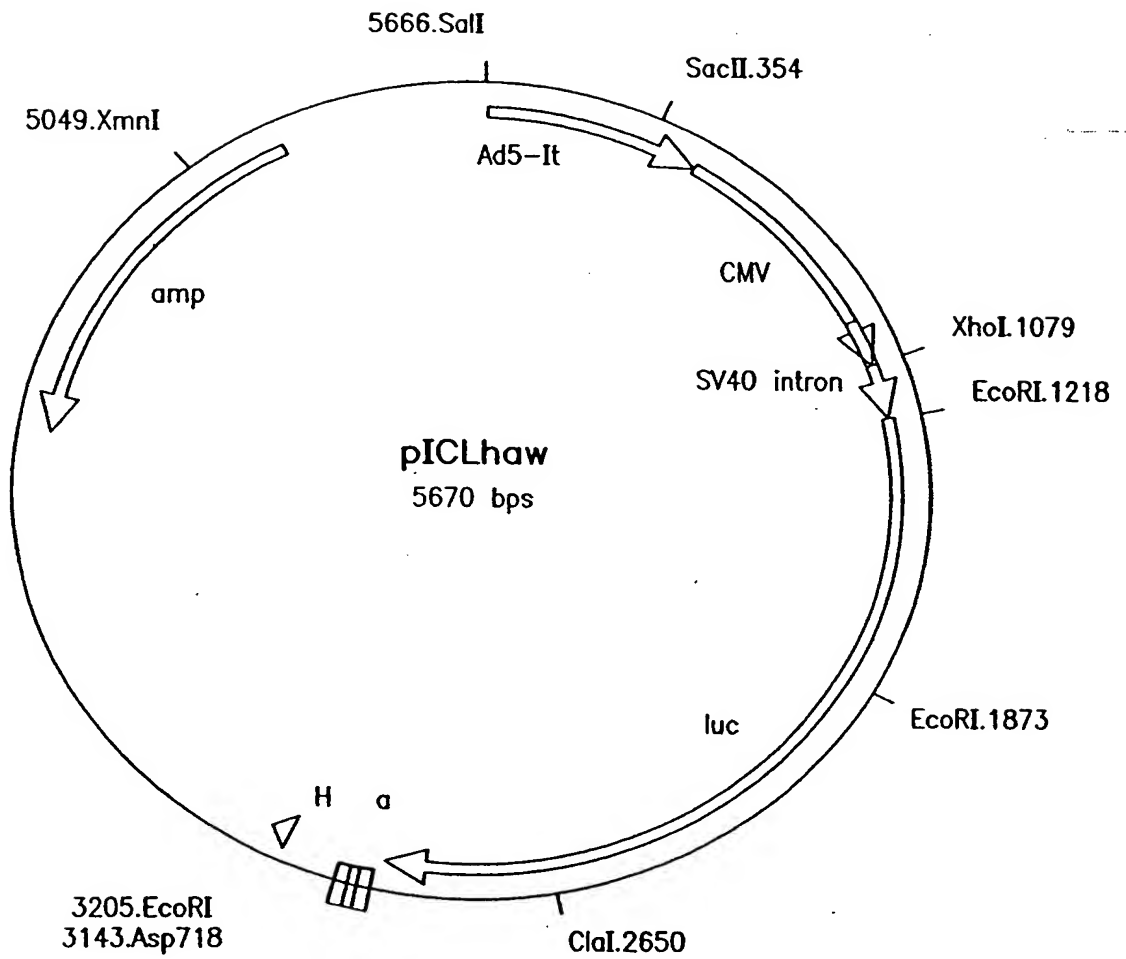 5666.SalI
SacII.354
5049.XmnI
Ad5-It
CMV
amp
XhoI.1079
SV40 intron
EcoRI.1218
pICLhaw
5670 bps
luc
EcoRI.1873
H a
3205.EcoRI
3143.Asp718
ClaI.2650